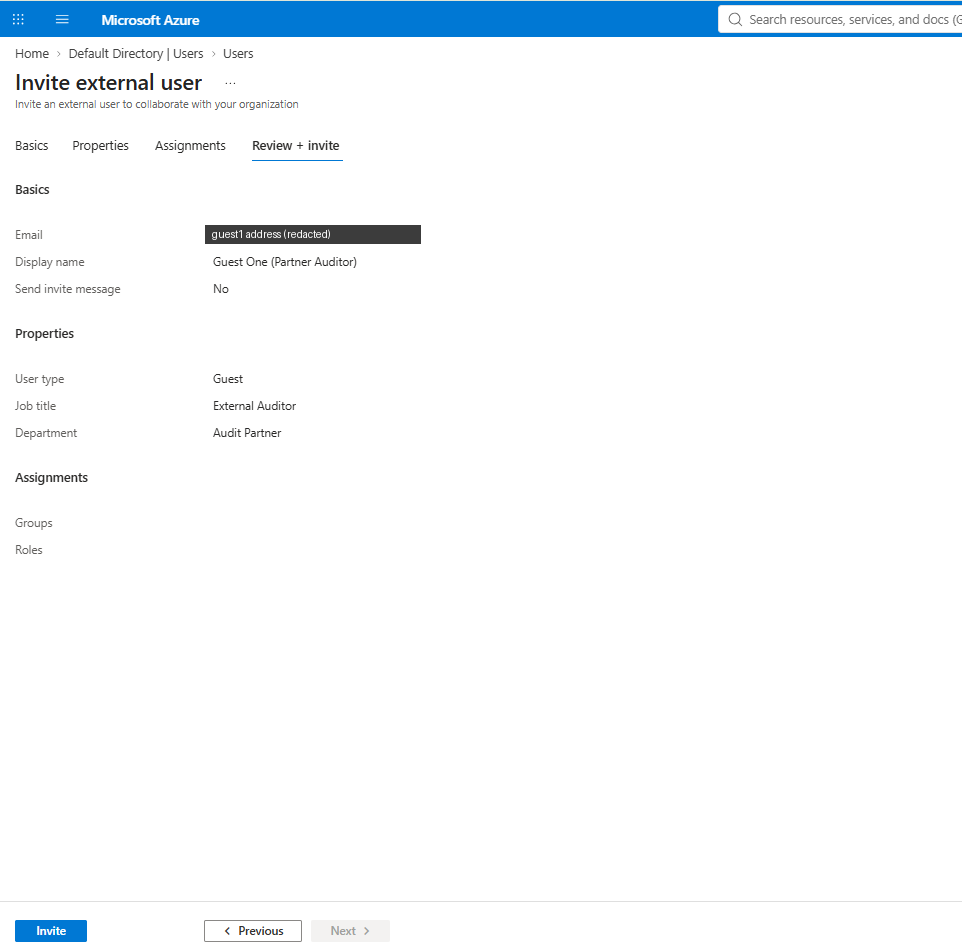 Microsoft Azure
Search resources, services, and docs (G
Home > Default Directory | Users > Users
Invite external user ...
Invite an external user to collaborate with your organization
Basics Properties Assignments Review + invite
Basics
Email guest1 address (redacted)
Display name Guest One (Partner Auditor)
Send invite message No
Properties
User type Guest
Job title External Auditor
Department Audit Partner
Assignments
Groups
Roles
Invite < Previous Next >